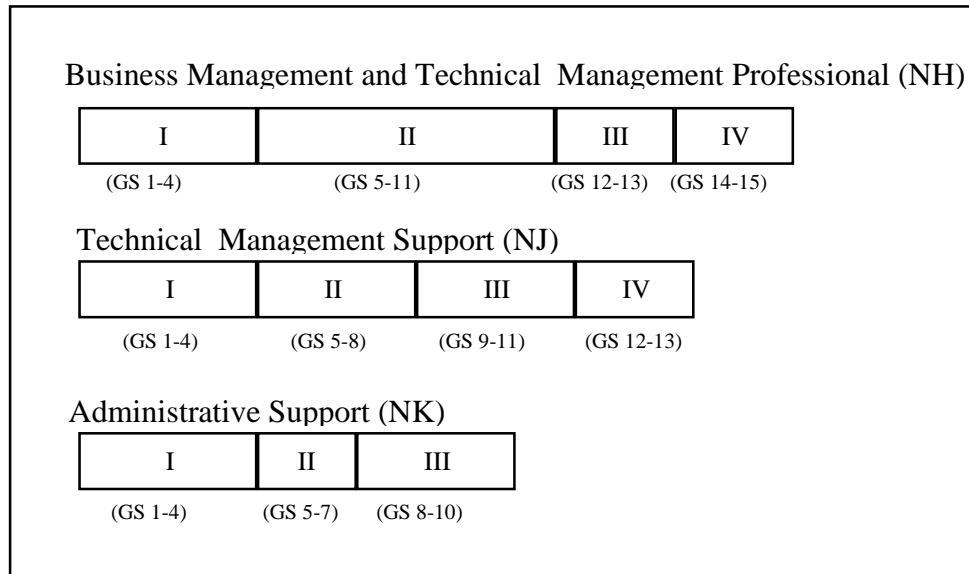 Business Management and Technical Management Professional (NH)
I II III IV
(GS 1-4) (GS 5-11) (GS 12-13) (GS 14-15)
Technical Management Support (NJ)
I II III IV
(GS 1-4) (GS 5-8) (GS 9-11) (GS 12-13)
Administrative Support (NK)
I II III
(GS 1-4) (GS 5-7) (GS 8-10)